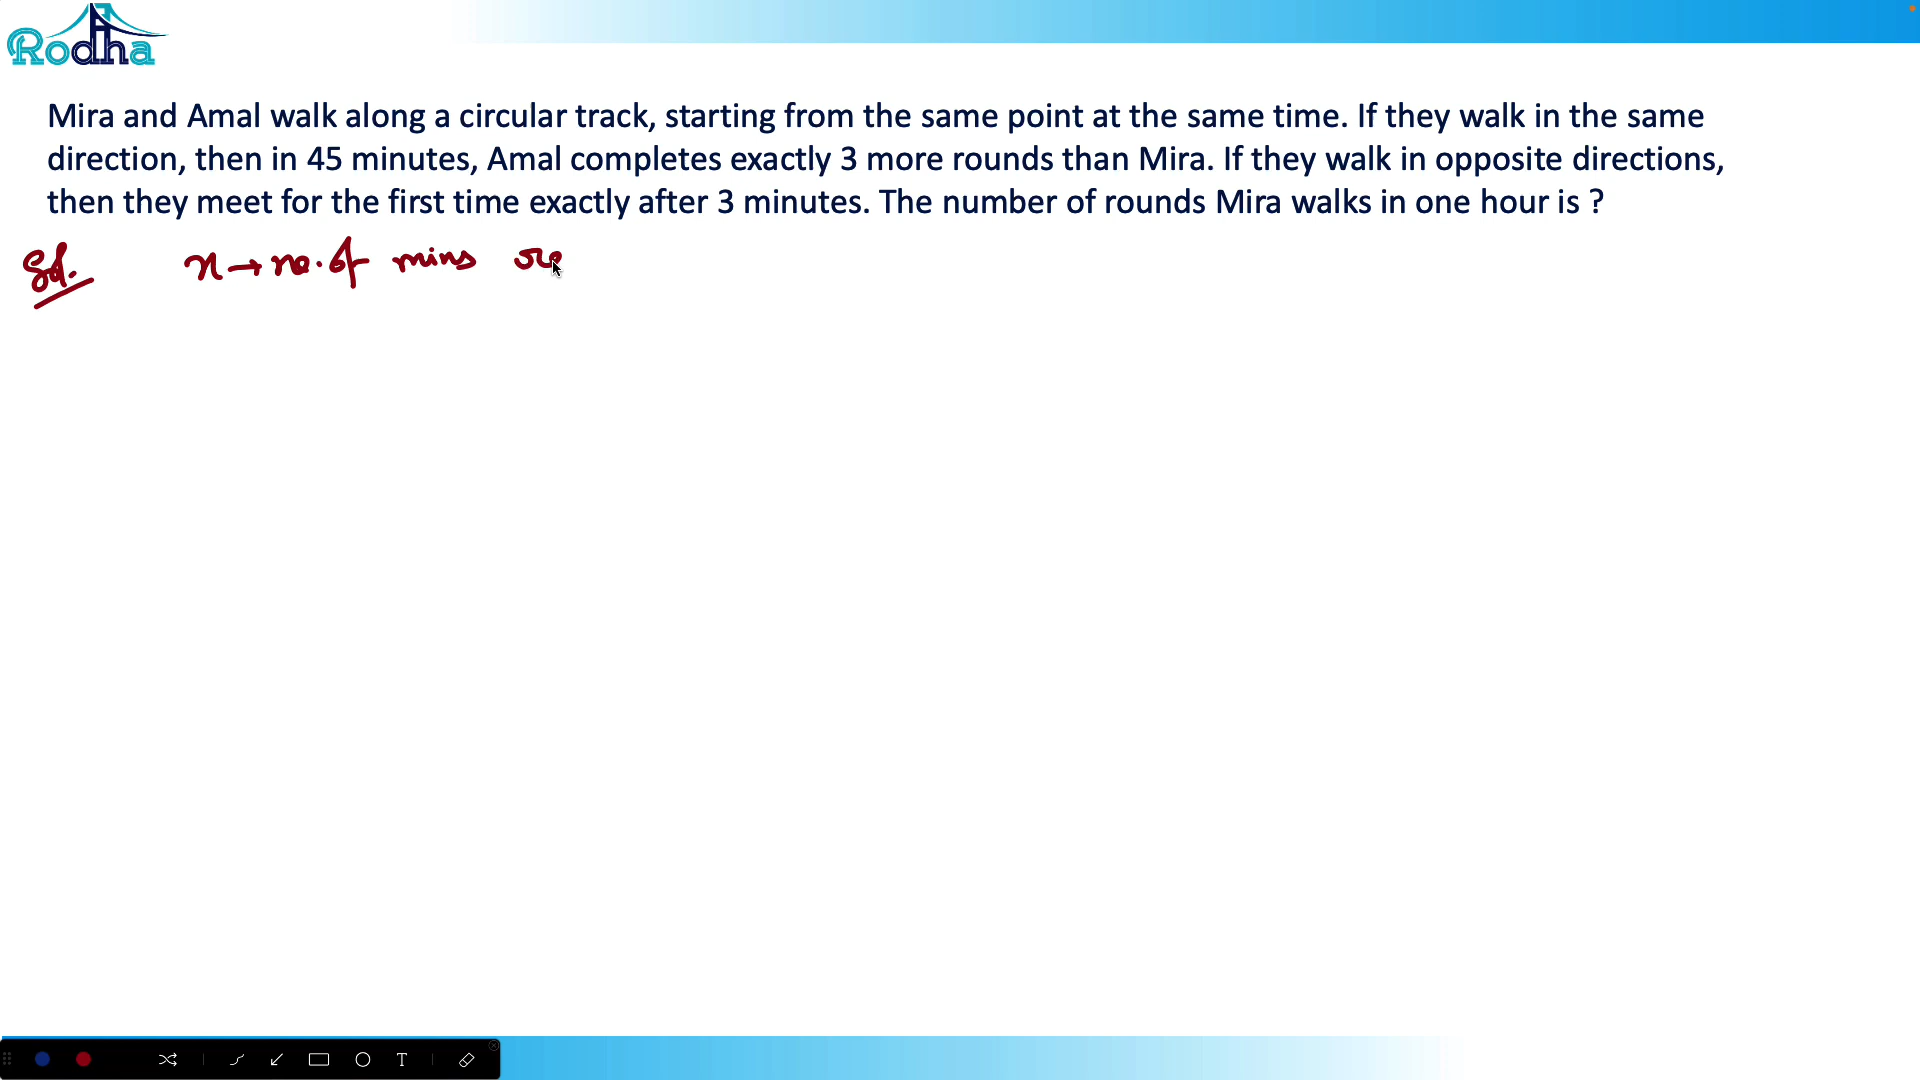 Rodha
Mira and Amal walk along a circular track, starting from the same point at the same time. If they walk in the same
direction, then in 45 minutes, Amal completes exactly 3 more rounds than Mira. If they walk in opposite directions,
then they meet for the first time exactly after 3 minutes. The number of rounds Mira walks in one hour is ?
Sol. x → no. of mins re
T